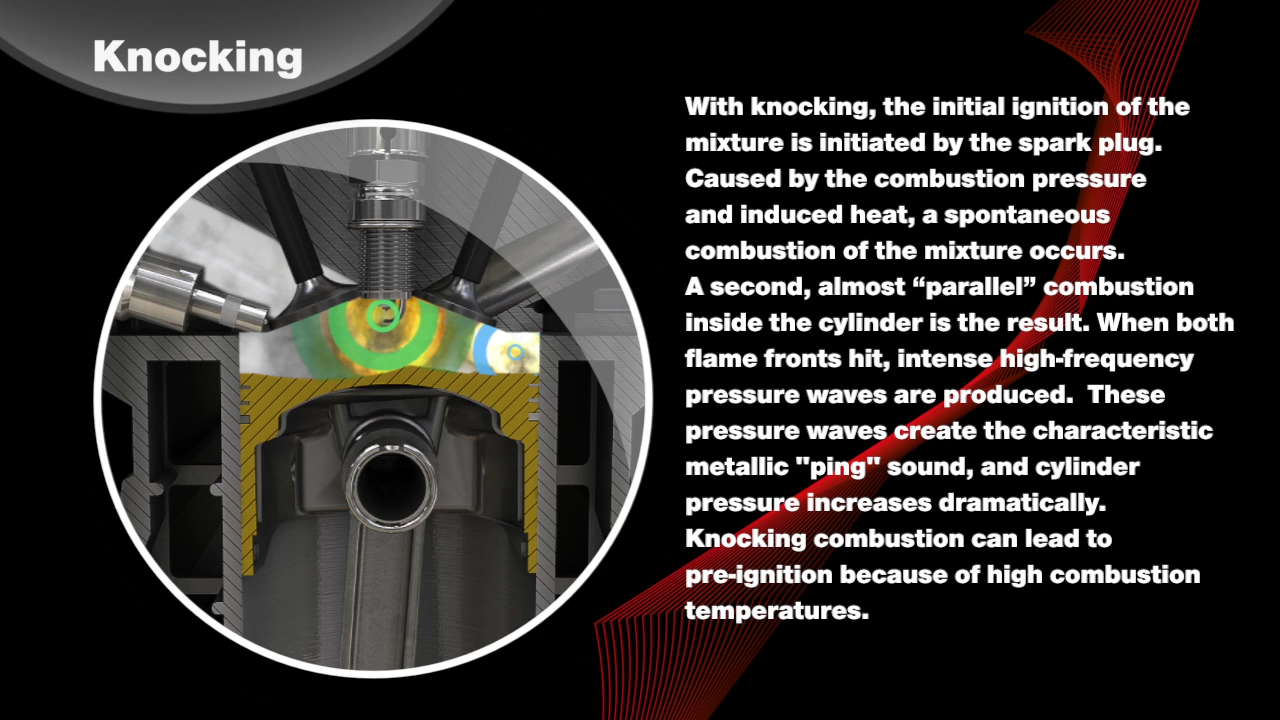 Knocking
With knocking, the initial ignition of the
mixture is initiated by the spark plug.
Caused by the combustion pressure
and induced heat, a spontaneous
combustion of the mixture occurs.
A second, almost “parallel” combustion
inside the cylinder is the result. When both
flame fronts hit, intense high-frequency
pressure waves are produced.  These
pressure waves create the characteristic
metallic "ping" sound, and cylinder
pressure increases dramatically.
Knocking combustion can lead to
pre-ignition because of high combustion
temperatures.